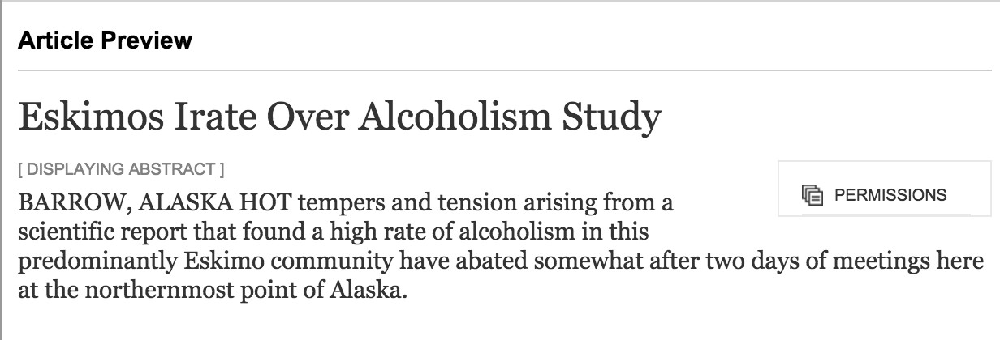 Article Preview
Eskimos Irate Over Alcoholism Study
[ DISPLAYING ABSTRACT ]
PERMISSIONS
BARROW, ALASKA HOT tempers and tension arising from a
scientific report that found a high rate of alcoholism in this
predominantly Eskimo community have abated somewhat after two days of meetings here
at the northernmost point of Alaska.